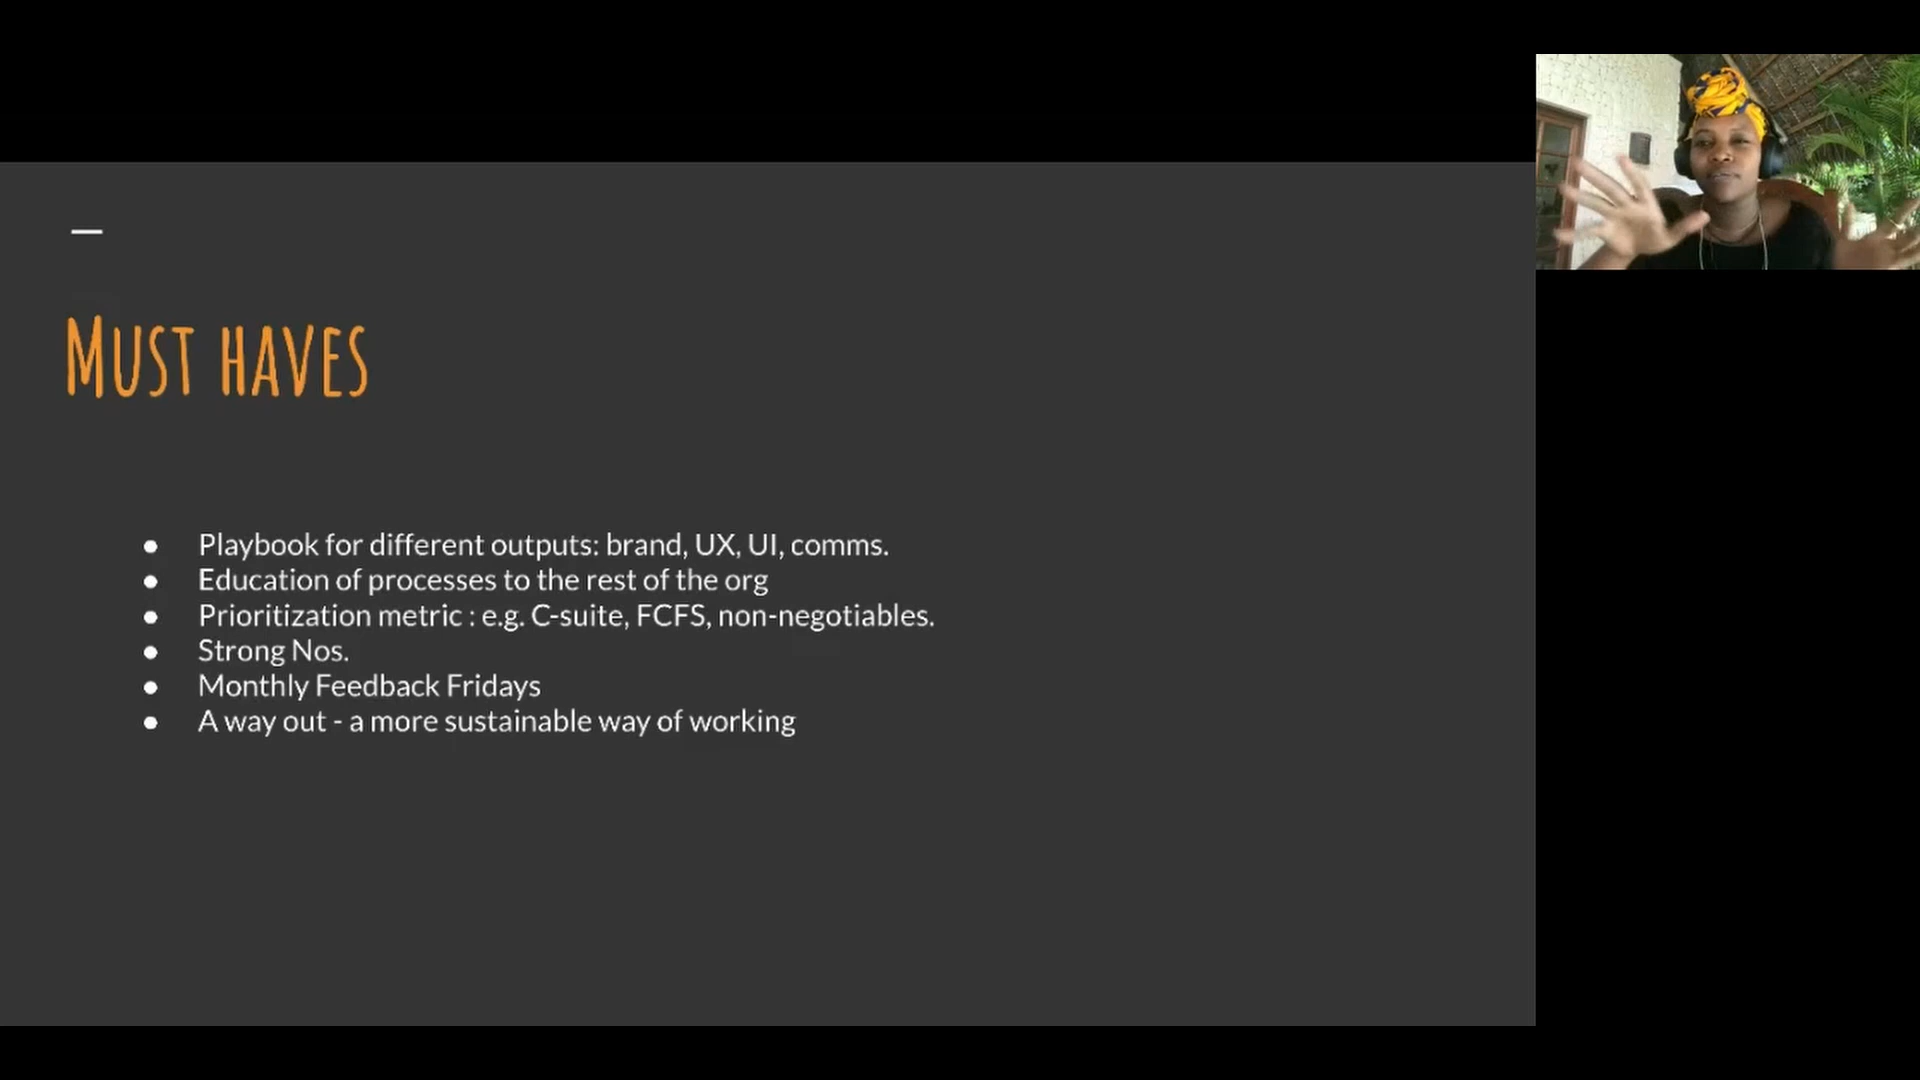 Must haves
● Playbook for different outputs: brand, UX, UI, comms.
● Education of processes to the rest of the org
● Prioritization metric : e.g. C-suite, FCFS, non-negotiables.
● Strong Nos.
● Monthly Feedback Fridays
● A way out - a more sustainable way of working